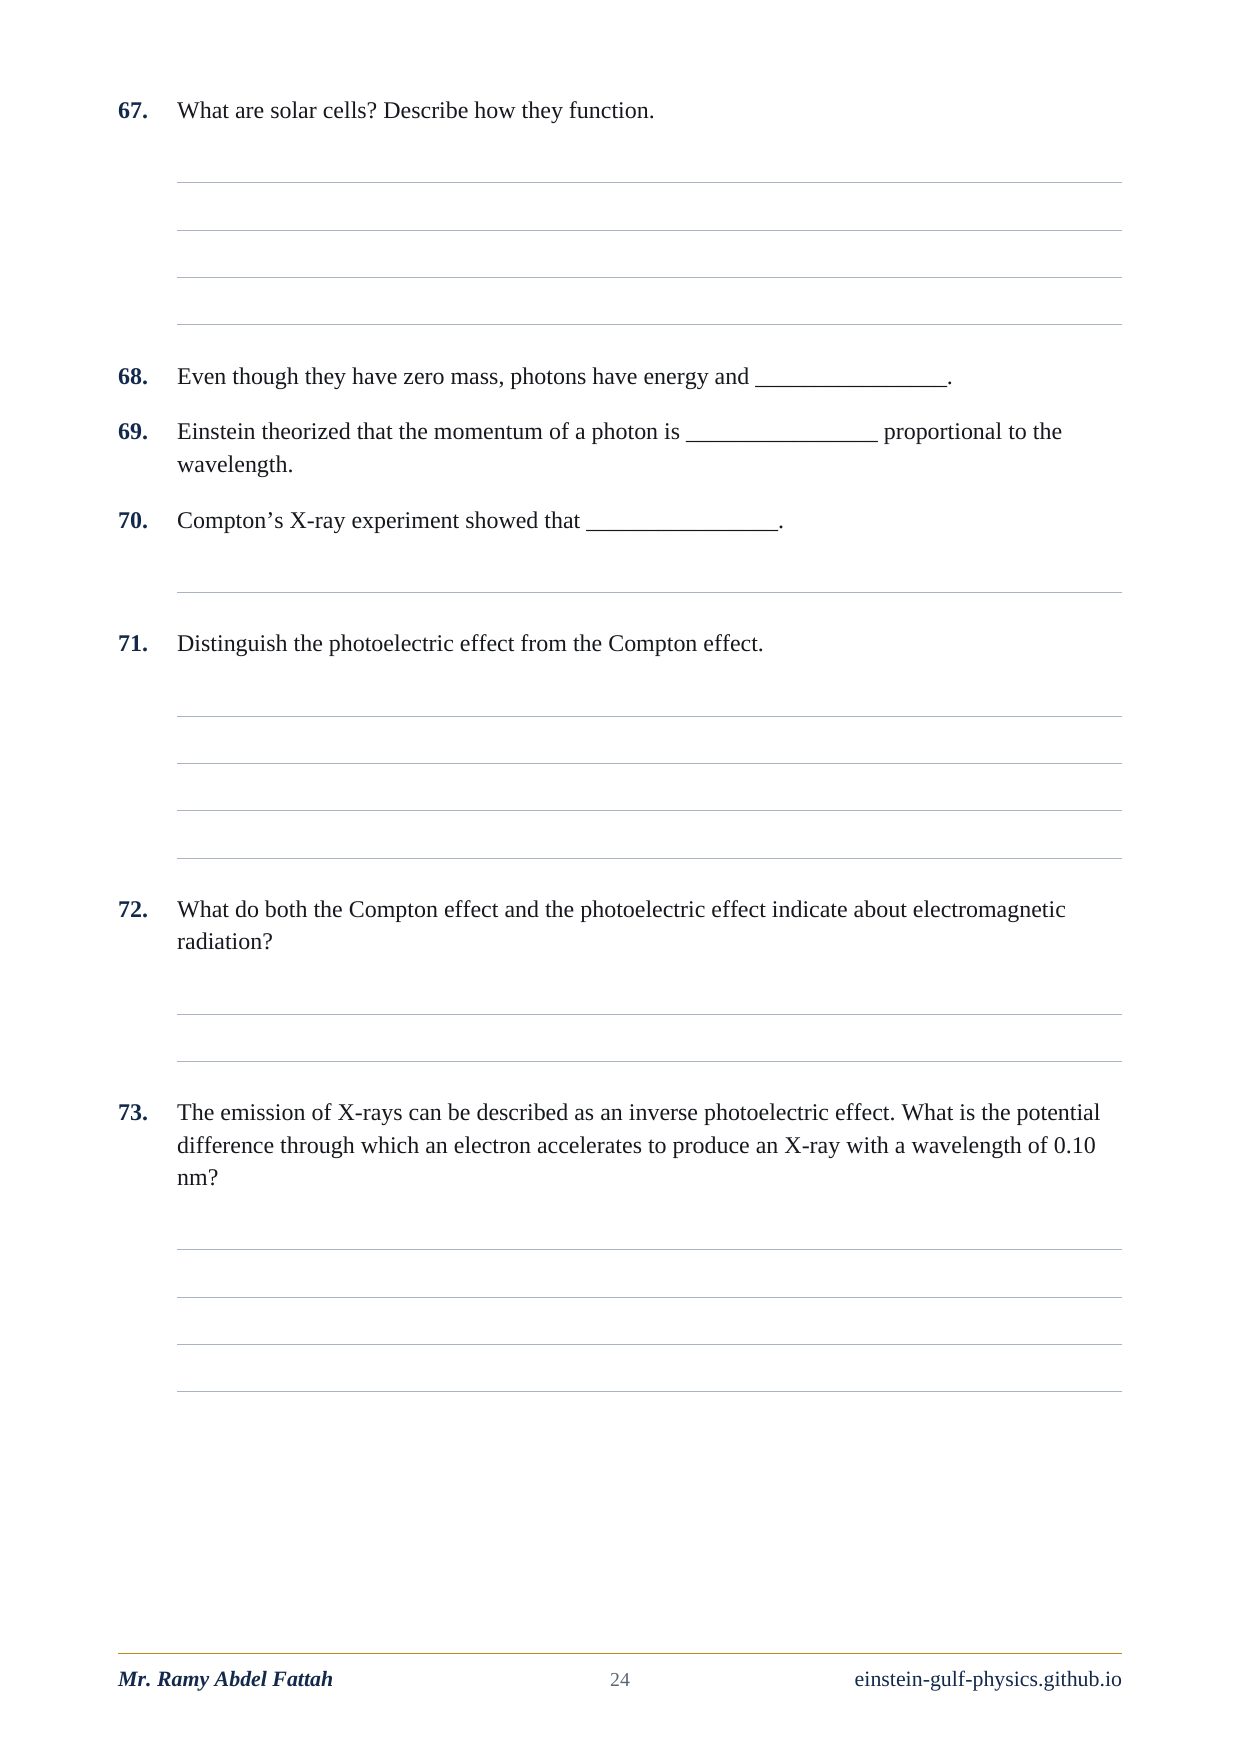 67. What are solar cells? Describe how they function.
68. Even though they have zero mass, photons have energy and ________________.
69. Einstein theorized that the momentum of a photon is ________________ proportional to the
wavelength.
70. Compton’s X-ray experiment showed that ________________.
71. Distinguish the photoelectric effect from the Compton effect.
72. What do both the Compton effect and the photoelectric effect indicate about electromagnetic
radiation?
73. The emission of X-rays can be described as an inverse photoelectric effect. What is the potential
difference through which an electron accelerates to produce an X-ray with a wavelength of 0.10
nm?
Mr. Ramy Abdel Fattah 24 einstein-gulf-physics.github.io